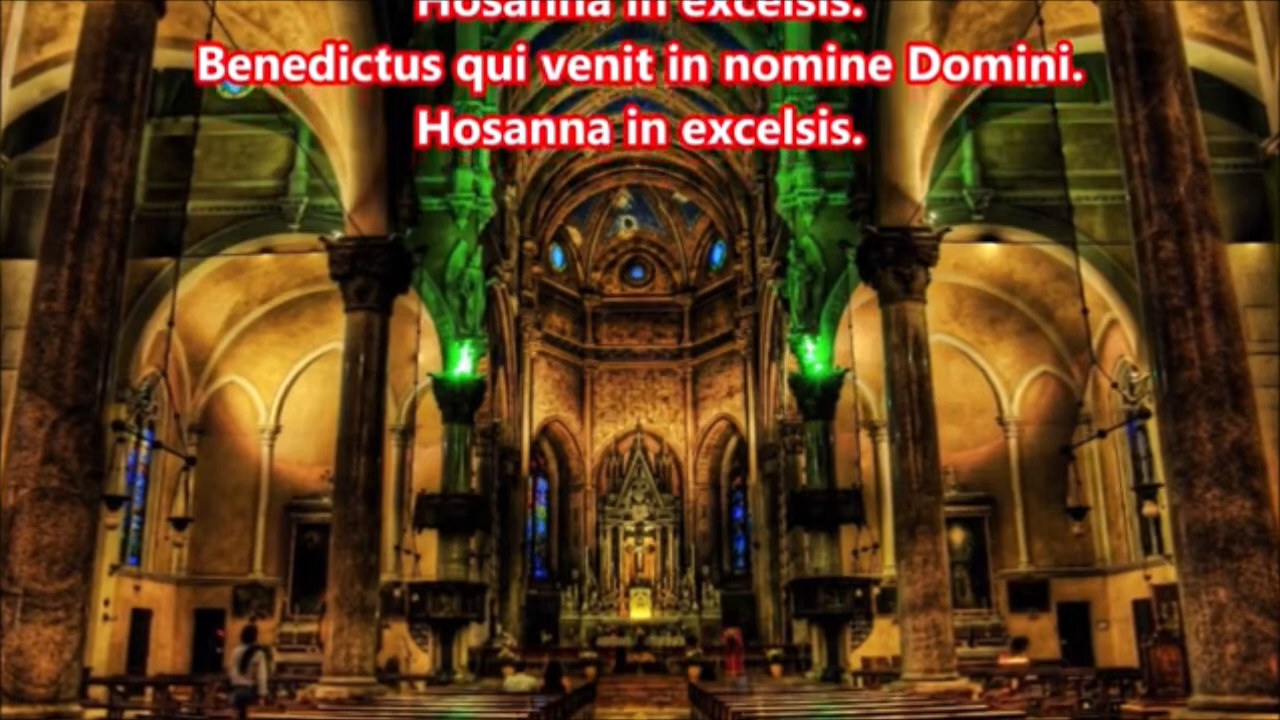 Hosanna in excelsis.
Benedictus qui venit in nomine Domini.
Hosanna in excelsis.